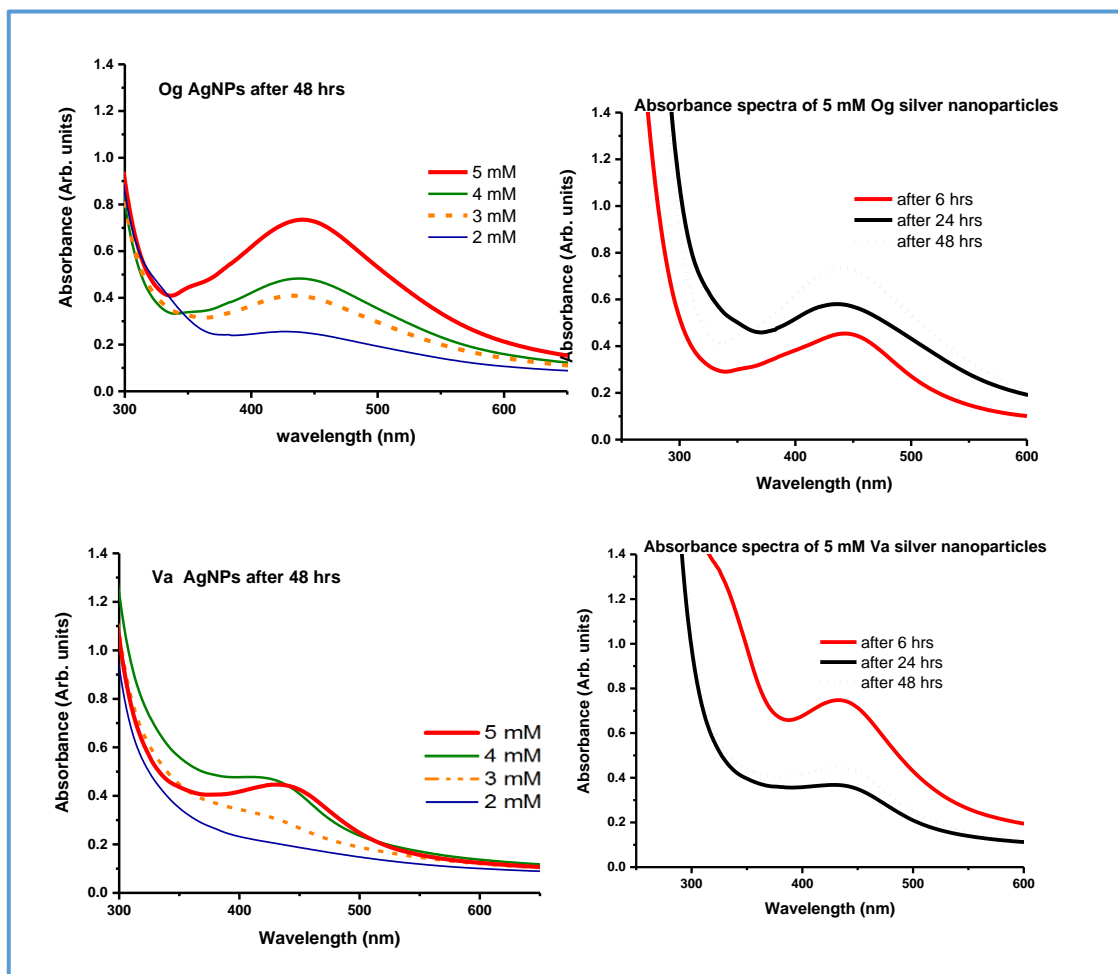 Og AgNPs after 48 hrs
Absorbance (Arb. units)
1.4
1.2
1.0
0.8
0.6
0.4
0.2
0.0
5 mM
4 mM
3 mM
2 mM
300 400 500 600
wavelength (nm)
Absorbance spectra of 5 mM Og silver nanoparticles
Absorbance (Arb. units)
1.4
1.2
1.0
0.8
0.6
0.4
0.2
0.0
after 6 hrs
after 24 hrs
after 48 hrs
300 400 500 600
Wavelength (nm)
Va AgNPs after 48 hrs
Absorbance (Arb. units)
1.4
1.2
1.0
0.8
0.6
0.4
0.2
0.0
5 mM
4 mM
3 mM
2 mM
300 400 500 600
Wavelength (nm)
Absorbance spectra of 5 mM Va silver nanoparticles
Absorbance (Arb. units)
1.4
1.2
1.0
0.8
0.6
0.4
0.2
0.0
after 6 hrs
after 24 hrs
after 48 hrs
300 400 500 600
Wavelength (nm)